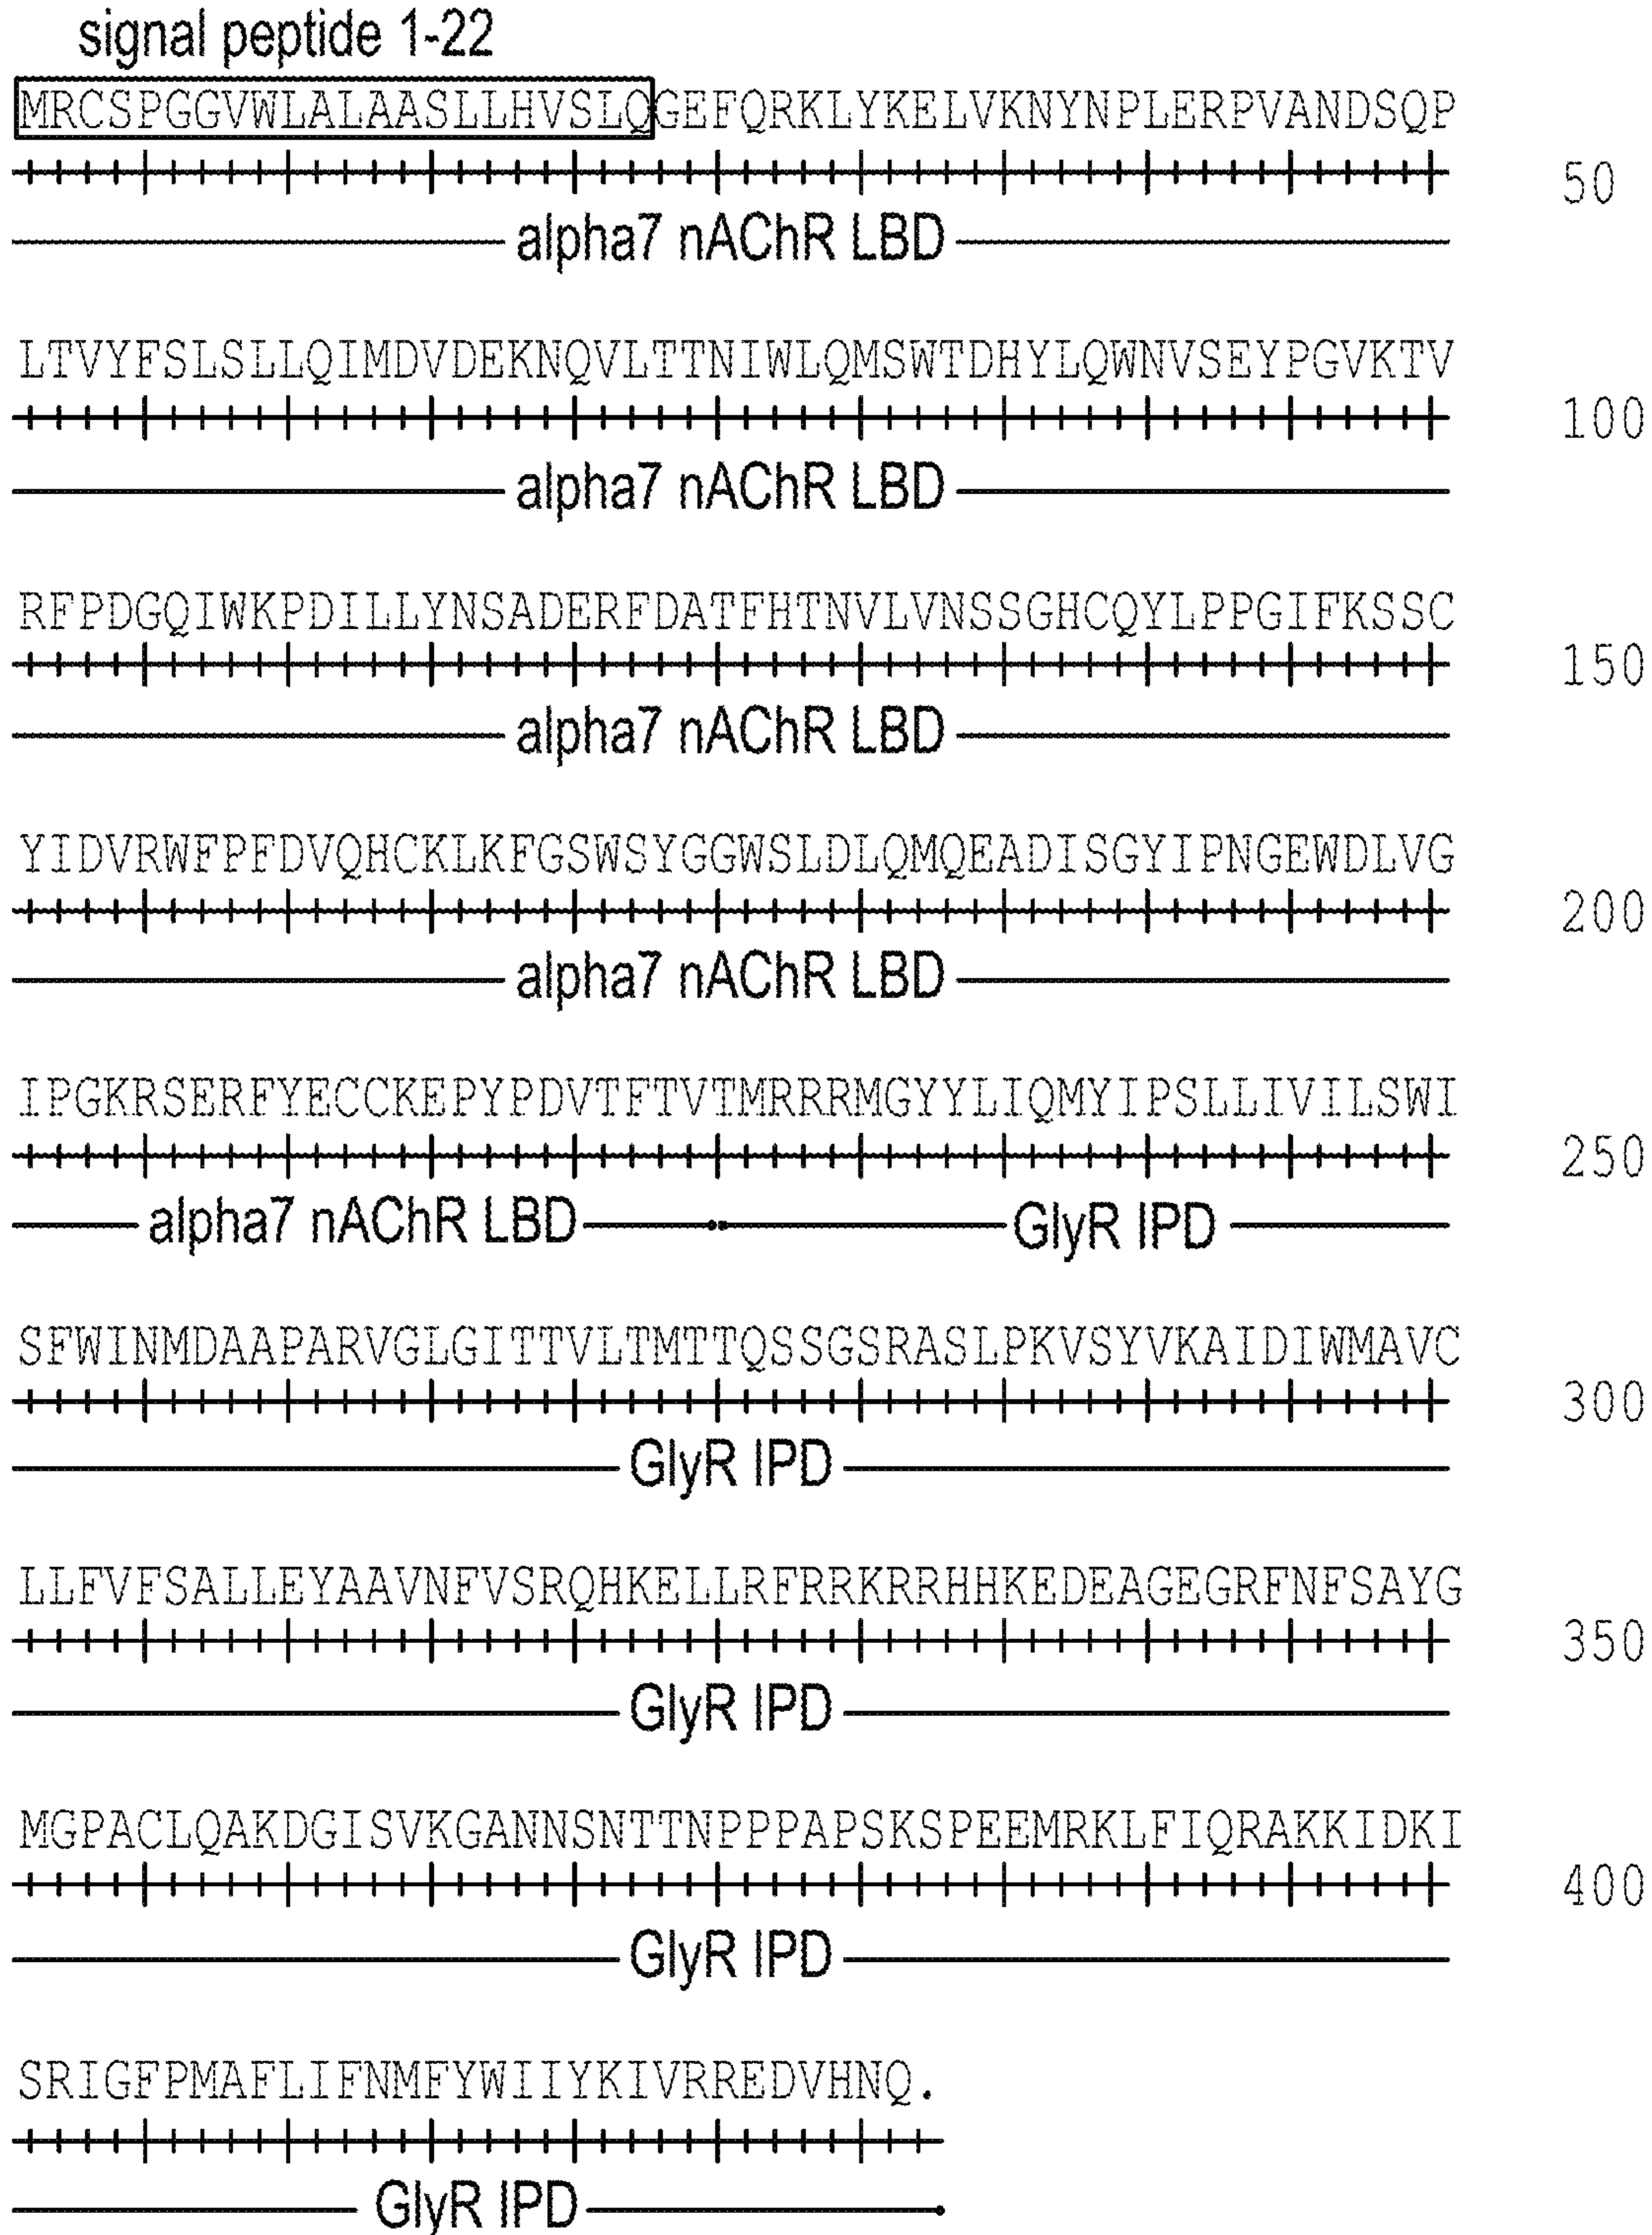 signal peptide 1-22
MRCSPGGVWLALAASLLHVSLQGEFQRKLYKELVKNYNPLERPVANDSQP
50
alpha7 nAChR LBD
LTVYFSLSLLQIMDVDEKNQVLTTNIWLQMSWTDHYLQWNVSEYPGVKTV
100
alpha7 nAChR LBD
RFPDGQIWKPDILLYNSADERFDATFHTNVLVNSSGHCQYLPPGIFKSSC
150
alpha7 nAChR LBD
YIDVRWFPFDVQHCKLKFGSWSYGGWSLDLQMQEADISGYIPNGEWDLVG
200
alpha7 nAChR LBD
IPGKRSERFYECCKEPYPDVTFTVTMRRRMGYYLIQMYIPSLLIVILSWI
250
alpha7 nAChR LBD GlyR IPD
SFWINMDAAPARVGLGITTVLTMTTQSSGSRASLPKVSYVKAIDIWMAVC
300
GlyR IPD
LLFVFSALLEYAAVNFVSRQHKELLRFRRKRRHHKEDEAGEGRFNFSAYG
350
GlyR IPD
MGPACLQAKDGISVKGANNSNTTNPPPAPSKSPEEMRKLFIQRAKKIDKI
400
GlyR IPD
SRIGFPMAFLIFNMFYWIIYKIVRREDVHNQ.
GlyR IPD